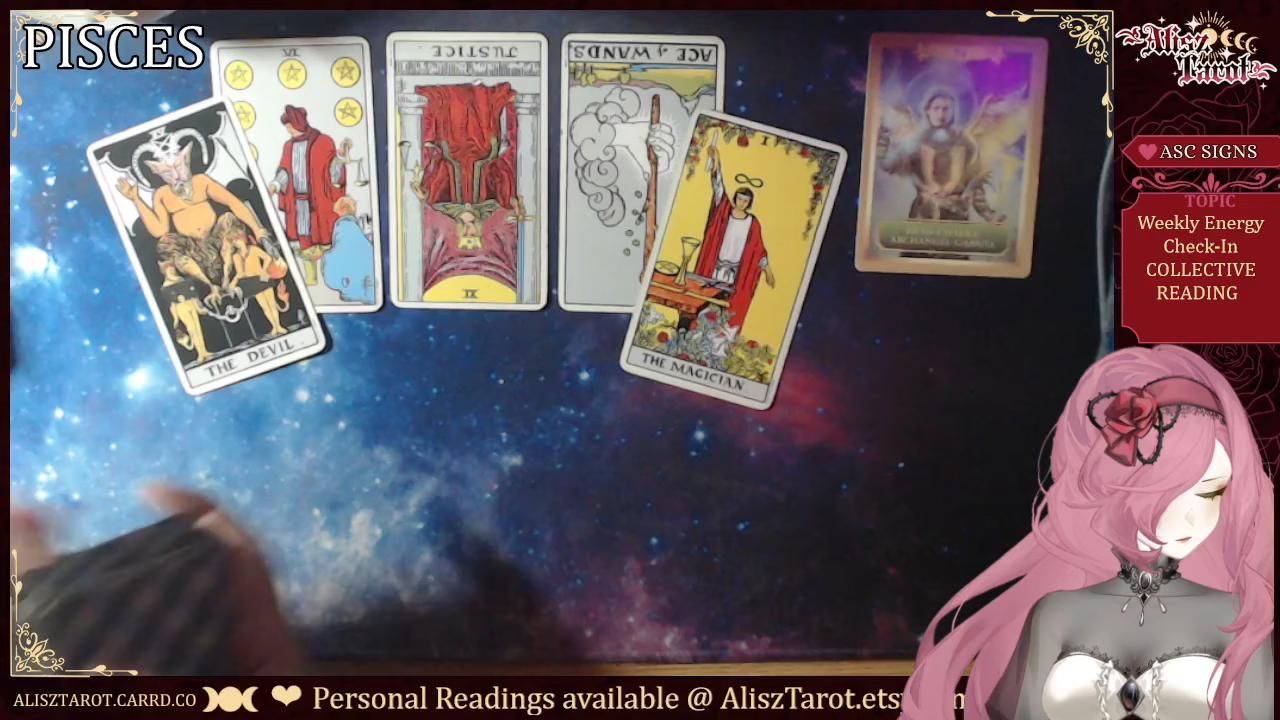 PISCES
Alisz
Tarot
VI
JUSTICE
XI
ACE of WANDS
I
THE DEVIL
THE MAGICIAN
ARCHANGEL
ASC SIGNS
TOPIC
Weekly Energy
Check-In
COLLECTIVE
READING
ALISZTAROT.CARRD.CO
Personal Readings available @ AliszTarot.ets